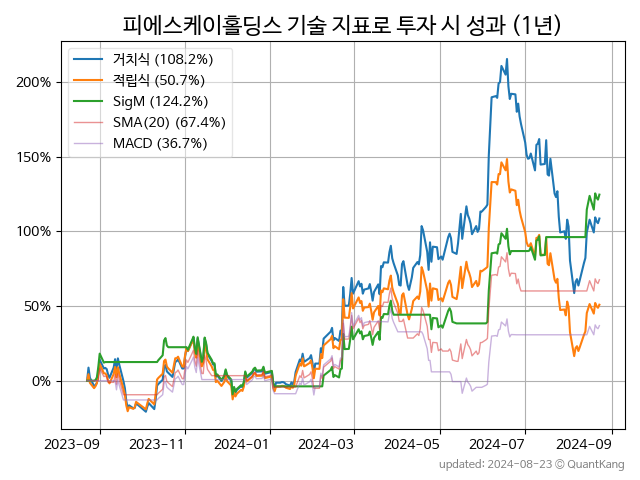 피에스케이홀딩스 기술 지표로 투자 시 성과 (1년)
거치식 (108.2%)
적립식 (50.7%)
SigM (124.2%)
SMA(20) (67.4%)
MACD (36.7%)
200%
150%
100%
50%
0%
2023-09 2023-11 2024-01 2024-03 2024-05 2024-07 2024-09
updated: 2024-08-23 © QuantKang